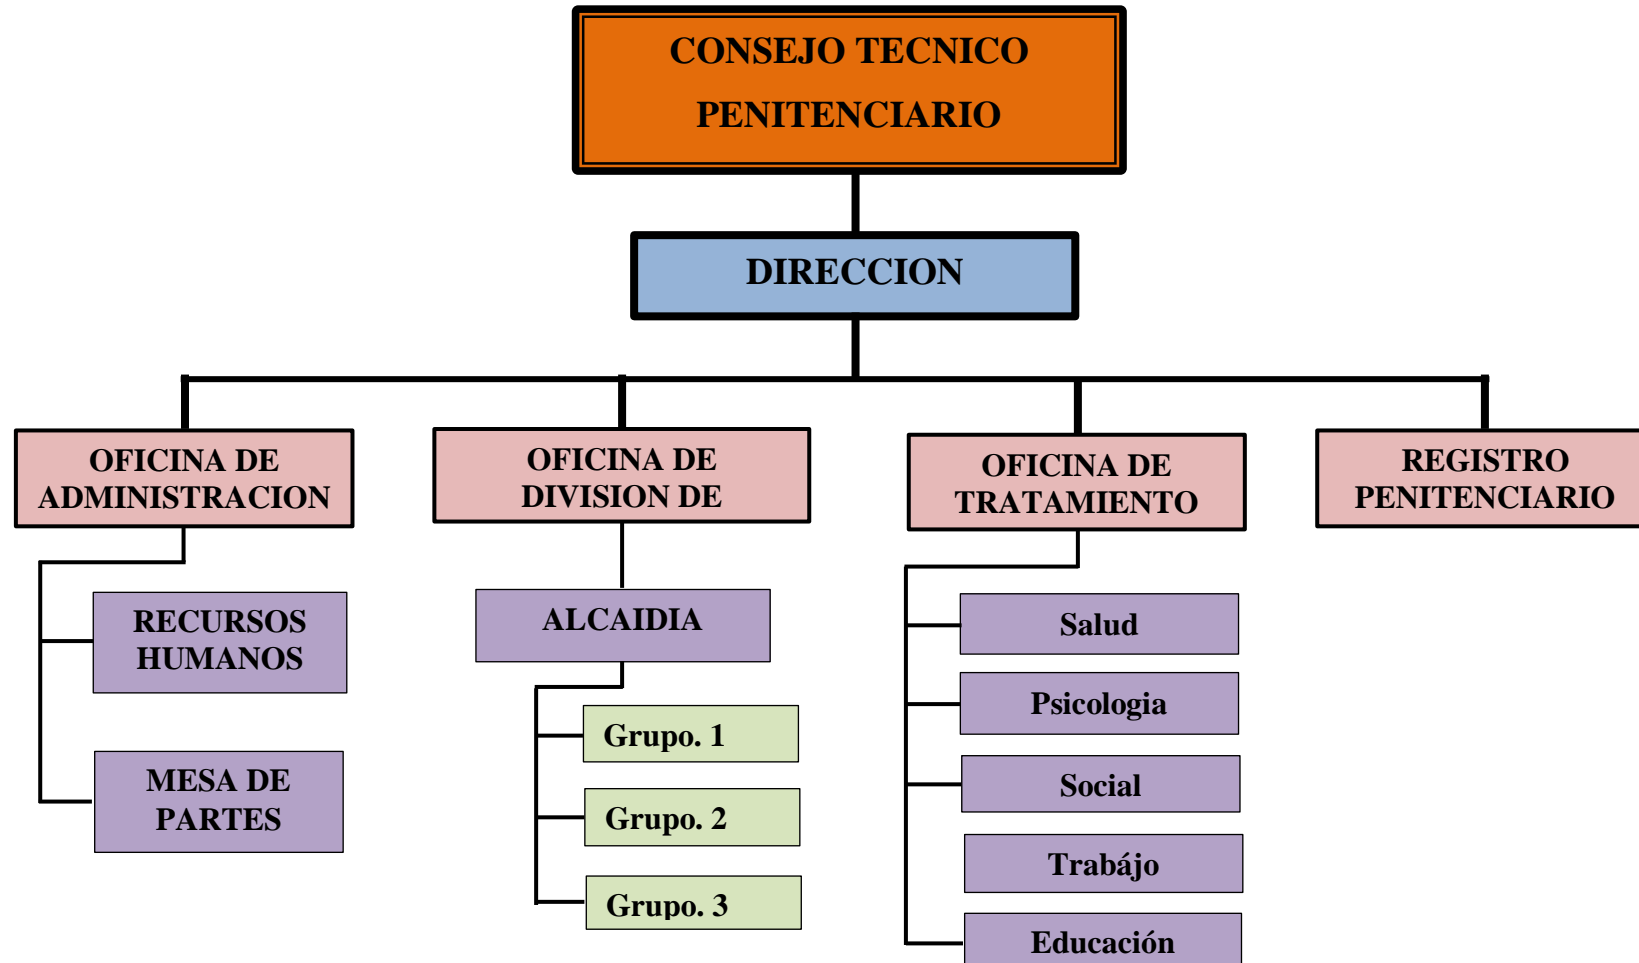 CONSEJO TECNICO
PENITENCIARIO
DIRECCION
OFICINA DE
ADMINISTRACION
OFICINA DE
DIVISION DE
OFICINA DE
TRATAMIENTO
REGISTRO
PENITENCIARIO
RECURSOS
HUMANOS
MESA DE
PARTES
ALCAIDIA
Grupo. 1
Grupo. 2
Grupo. 3
Salud
Psicologia
Social
Trabájo
Educación